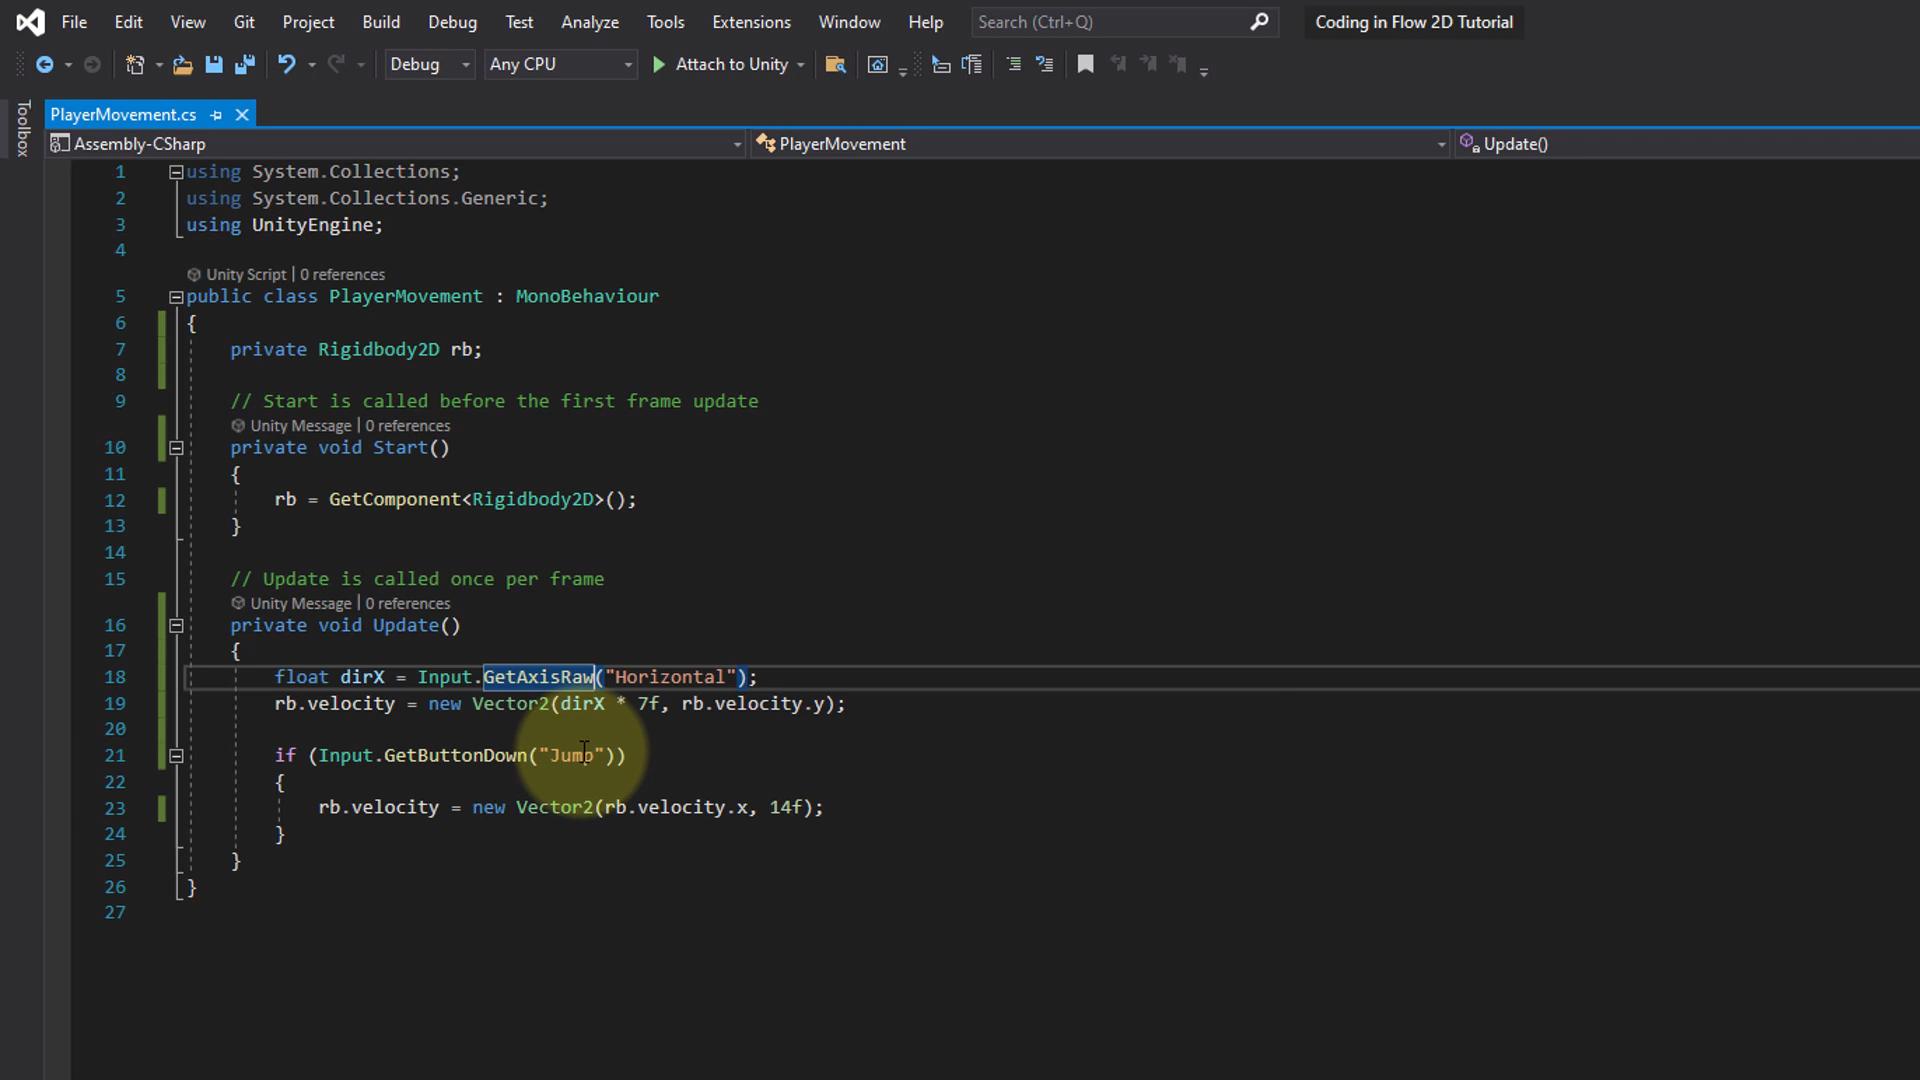 File Edit View Git Project Build Debug Test Analyze Tools Extensions Window Help Search (Ctrl+Q) Coding in Flow 2D Tutorial
Debug Any CPU Attach to Unity
Toolbox
PlayerMovement.cs
Assembly-CSharp PlayerMovement Update()
1 using System.Collections;
2 using System.Collections.Generic;
3 using UnityEngine;
4
Unity Script | 0 references
5 public class PlayerMovement : MonoBehaviour
6 {
7 private Rigidbody2D rb;
8
9 // Start is called before the first frame update
Unity Message | 0 references
10 private void Start()
11 {
12 rb = GetComponent<Rigidbody2D>();
13 }
14
15 // Update is called once per frame
Unity Message | 0 references
16 private void Update()
17 {
18 float dirX = Input.GetAxisRaw("Horizontal");
19 rb.velocity = new Vector2(dirX * 7f, rb.velocity.y);
20
21 if (Input.GetButtonDown("Jump"))
22 {
23 rb.velocity = new Vector2(rb.velocity.x, 14f);
24 }
25 }
26 }
27